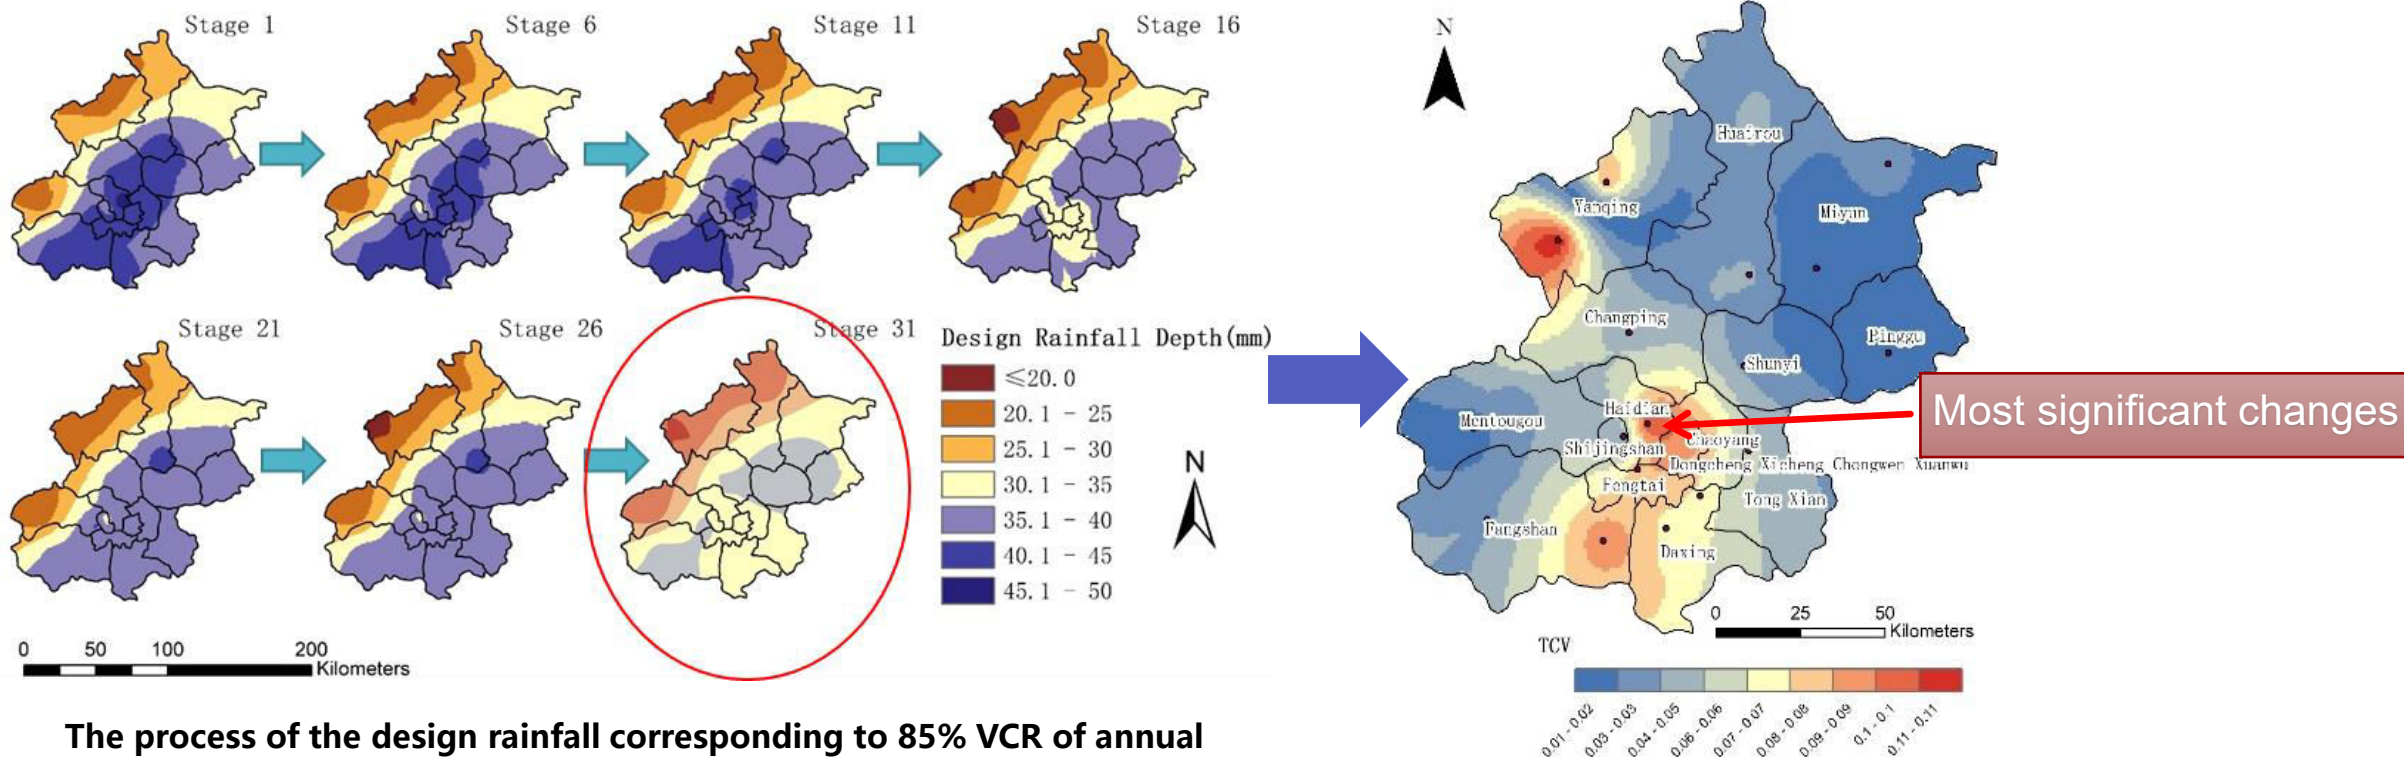 Stage 1
Stage 6
Stage 11
Stage 16
Stage 21
Stage 26
Stage 31
Design Rainfall Depth(mm)
≤20.0
20.1 - 25
25.1 - 30
30.1 - 35
35.1 - 40
40.1 - 45
45.1 - 50
N
0 50 100 200
Kilometers
The process of the design rainfall corresponding to 85% VCR of annual
N
Huairou
Yanqing
Miyun
Changping
Pinggu
Shunyi
Mentougou
Haidian
Shijingshan
Chaoyang
Dongcheng Xicheng Chongwen Xuanwu
Fengtai
Tong Xian
Fangshan
Daxing
Most significant changes
0 25 50
Kilometers
TCV
0.01 - 0.02
0.03 - 0.03
0.04 - 0.05
0.06 - 0.06
0.07 - 0.07
0.08 - 0.08
0.09 - 0.09
0.1 - 0.1
0.11 - 0.11